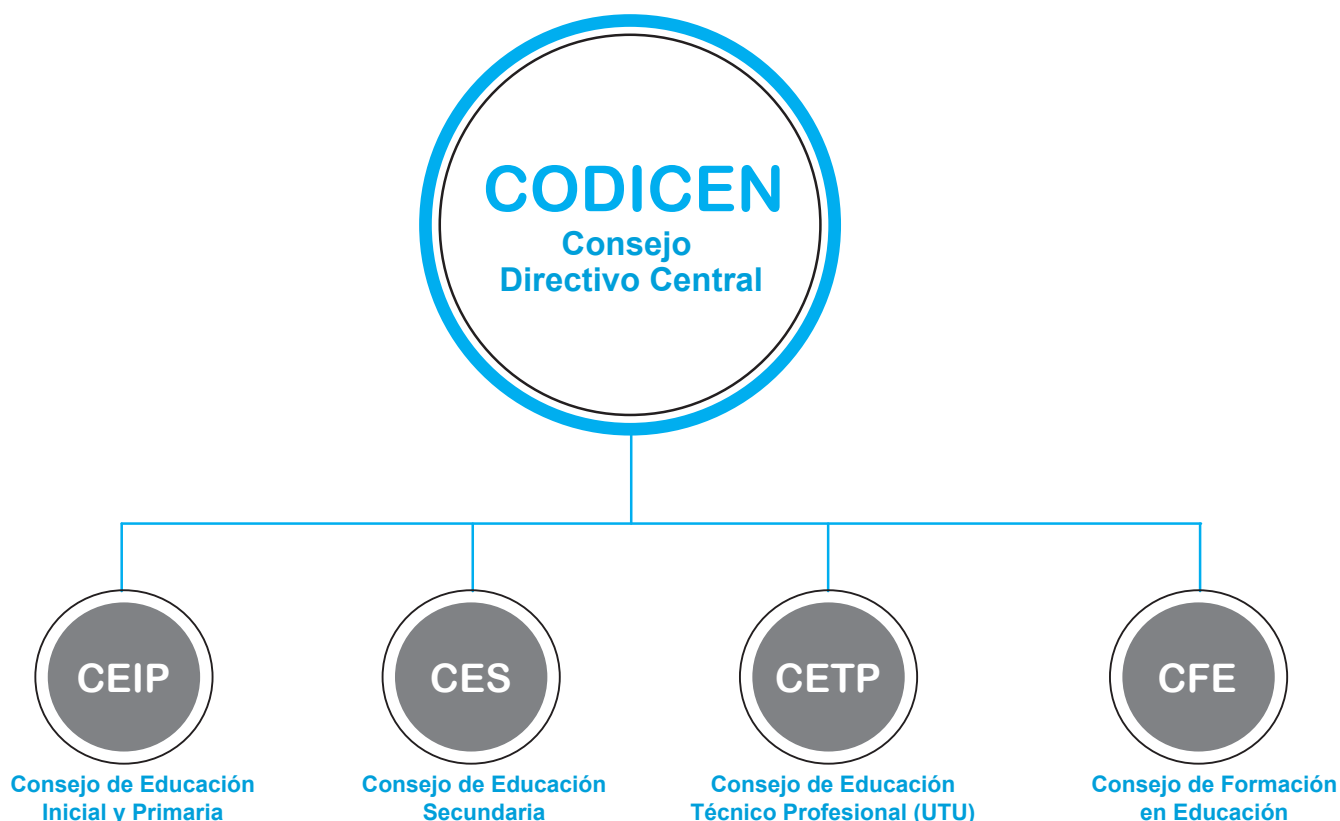 CODICEN
Consejo
Directivo Central
CEIP
CES
CETP
CFE
Consejo de Educación
Inicial y Primaria
Consejo de Educación
Secundaria
Consejo de Educación
Técnico Profesional (UTU)
Consejo de Formación
en Educación